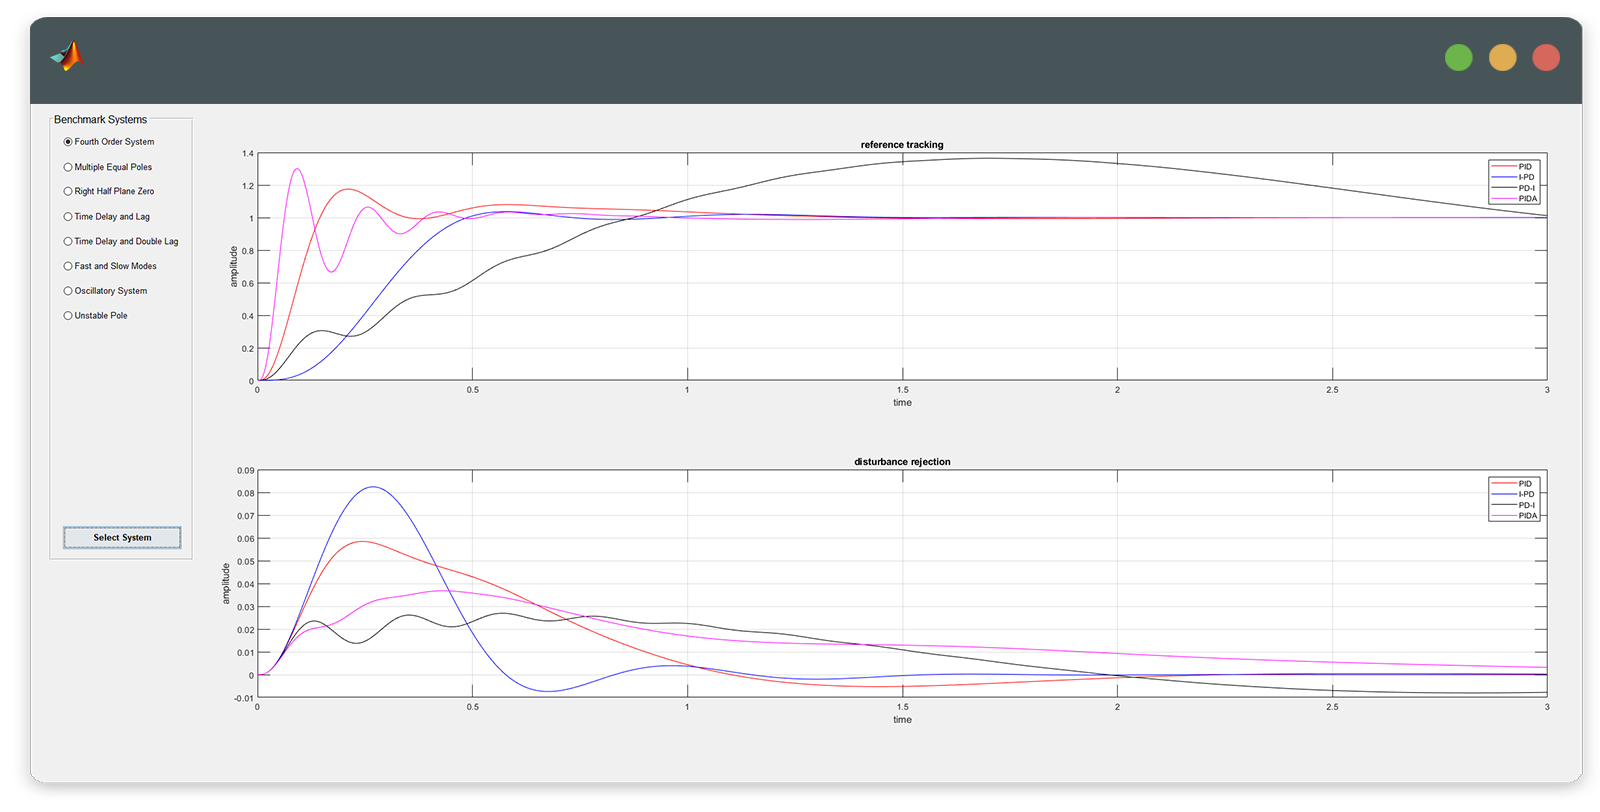 Benchmark Systems
Fourth Order System
Multiple Equal Poles
Right Half Plane Zero
Time Delay and Lag
Time Delay and Double Lag
Fast and Slow Modes
Oscillatory System
Unstable Pole
Select System
reference tracking
1.4
1.2
1
0.8
0.6
0.4
0.2
0
amplitude
0 0.5 1 1.5 2 2.5 3
time
PID
I-PD
PD-I
PIDA
disturbance rejection
0.09
0.08
0.07
0.06
0.05
0.04
0.03
0.02
0.01
0
-0.01
amplitude
0 0.5 1 1.5 2 2.5 3
time
PID
I-PD
PD-I
PIDA